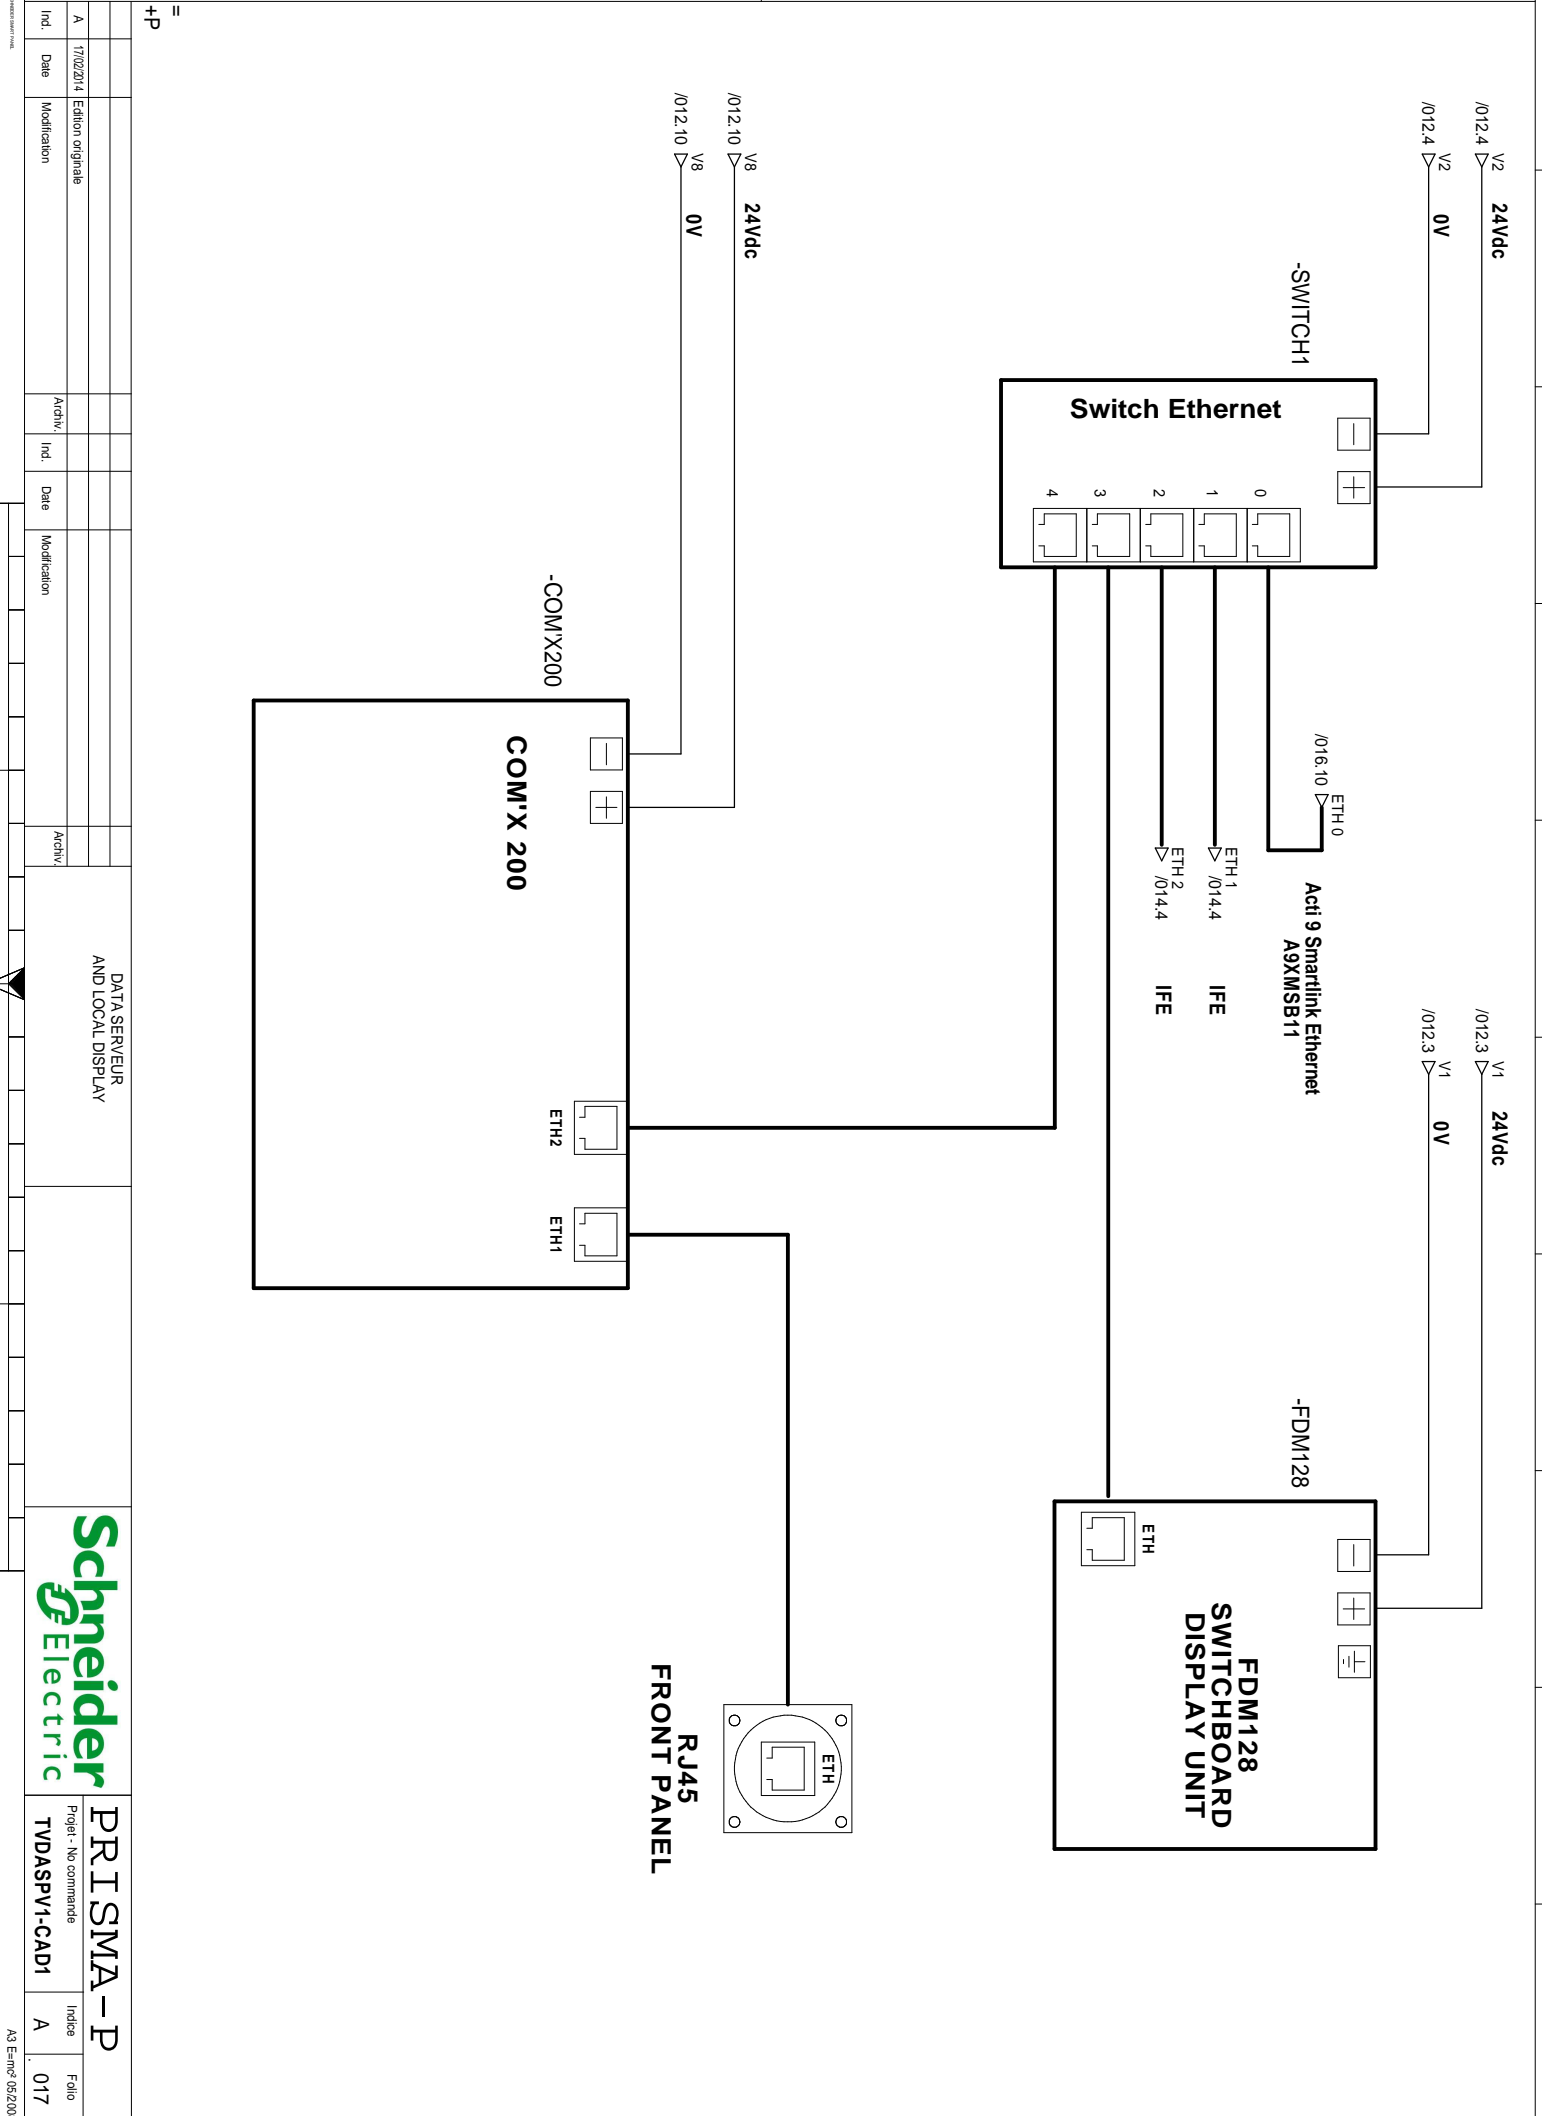 /012.4
V2
24Vdc
/012.4
V2
0V
/012.3
V1
24Vdc
/012.3
V1
0V
-SWITCH1
-FDM128
Switch Ethernet
0
1
2
3
4
/016.10
ETH 0
Acti 9 Smartlink Ethernet
A9XMSB11
ETH 1
/014.4
IFE
ETH 2
/014.4
IFE
ETH
FDM128
SWITCHBOARD
DISPLAY UNIT
/012.10
V8
24Vdc
/012.10
V8
0V
-COM'X200
COM'X 200
ETH2
ETH1
ETH
RJ45
FRONT PANEL
=
+P
A
17/02/2014
Edition originale
Ind.
Date
Modification
Archiv.
Ind.
Date
Modification
Archiv.
DATA SERVEUR
AND LOCAL DISPLAY
Schneider
Electric
PRISMA-P
Projet - No commande
TVDASPV1-CAD1
Indice
A
Folio
017